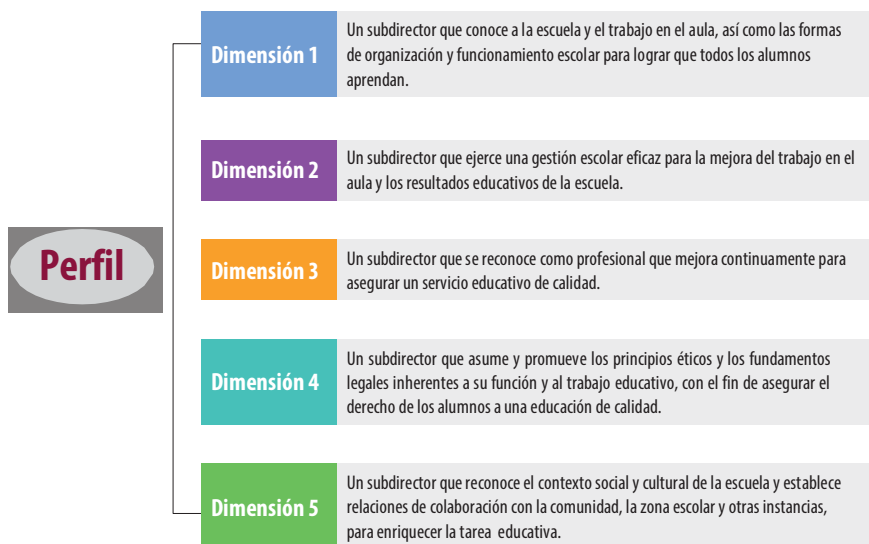 Perfil
Dimensión 1
Un subdirector que conoce a la escuela y el trabajo en el aula, así como las formas
de organización y funcionamiento escolar para lograr que todos los alumnos
aprendan.
Dimensión 2
Un subdirector que ejerce una gestión escolar eficaz para la mejora del trabajo en el
aula y los resultados educativos de la escuela.
Dimensión 3
Un subdirector que se reconoce como profesional que mejora continuamente para
asegurar un servicio educativo de calidad.
Dimensión 4
Un subdirector que asume y promueve los principios éticos y los fundamentos
legales inherentes a su función y al trabajo educativo, con el fin de asegurar el
derecho de los alumnos a una educación de calidad.
Dimensión 5
Un subdirector que reconoce el contexto social y cultural de la escuela y establece
relaciones de colaboración con la comunidad, la zona escolar y otras instancias,
para enriquecer la tarea educativa.